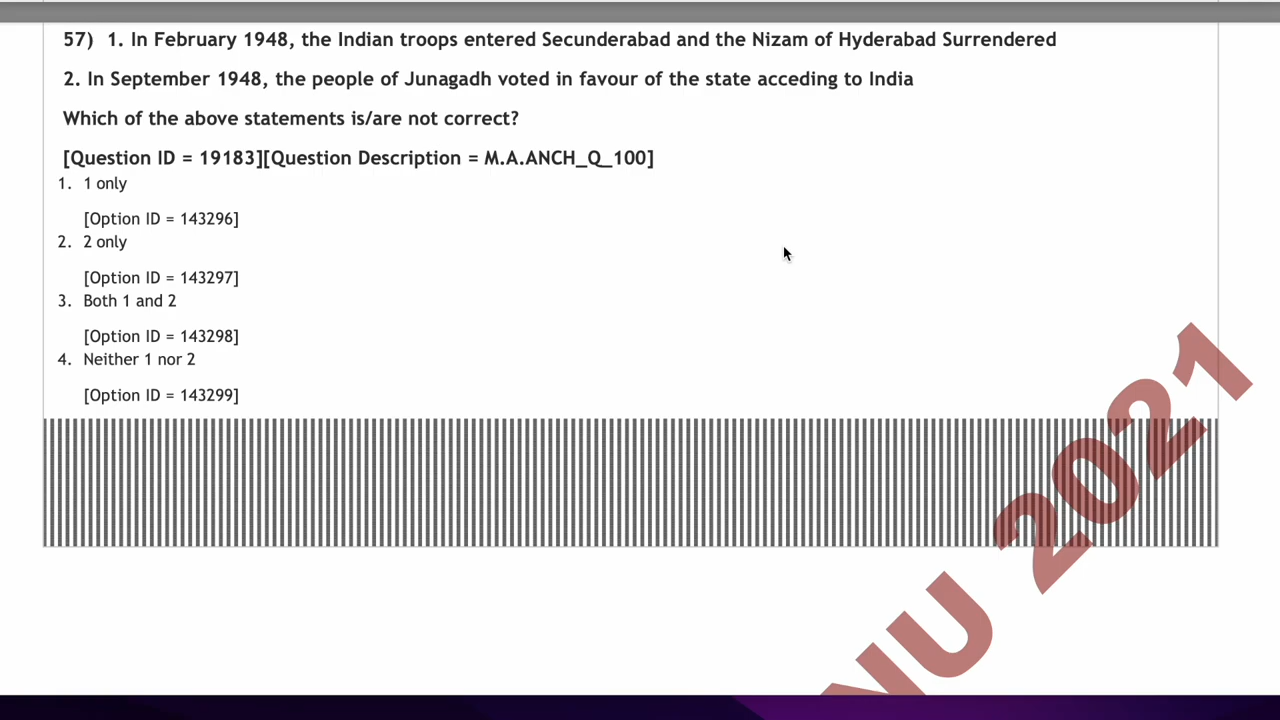 57) 1. In February 1948, the Indian troops entered Secunderabad and the Nizam of Hyderabad Surrendered
2. In September 1948, the people of Junagadh voted in favour of the state acceding to India
Which of the above statements is/are not correct?
[Question ID = 19183][Question Description = M.A.ANCH_Q_100]
1. 1 only
[Option ID = 143296]
2. 2 only
[Option ID = 143297]
3. Both 1 and 2
[Option ID = 143298]
4. Neither 1 nor 2
[Option ID = 143299]
NU 2021